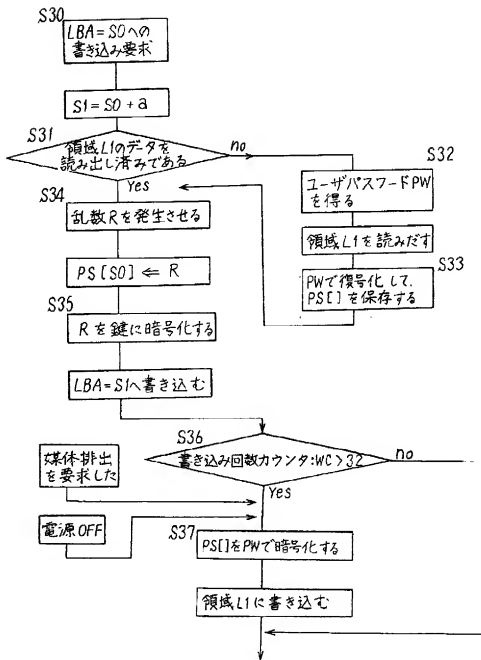 S30
LBA=S0への
書き込み要求
S1=S0+a
S31
領域L1のデータを
読み出し済みである
no
Yes
S32
ユーザパスワードPW
を得る
領域L1を読みだす
S33
PWで復号化して、
PS[]を保存する
S34
乱数Rを発生させる
PS[S0]⇐R
S35
Rを鍵に暗号化する
LBA=S1へ書き込む
S36
書き込み回数カウンタ:WC>32
no
Yes
媒体排出
を要求した
電源OFF
S37
PS[]をPWで暗号化する
領域L1に書き込む